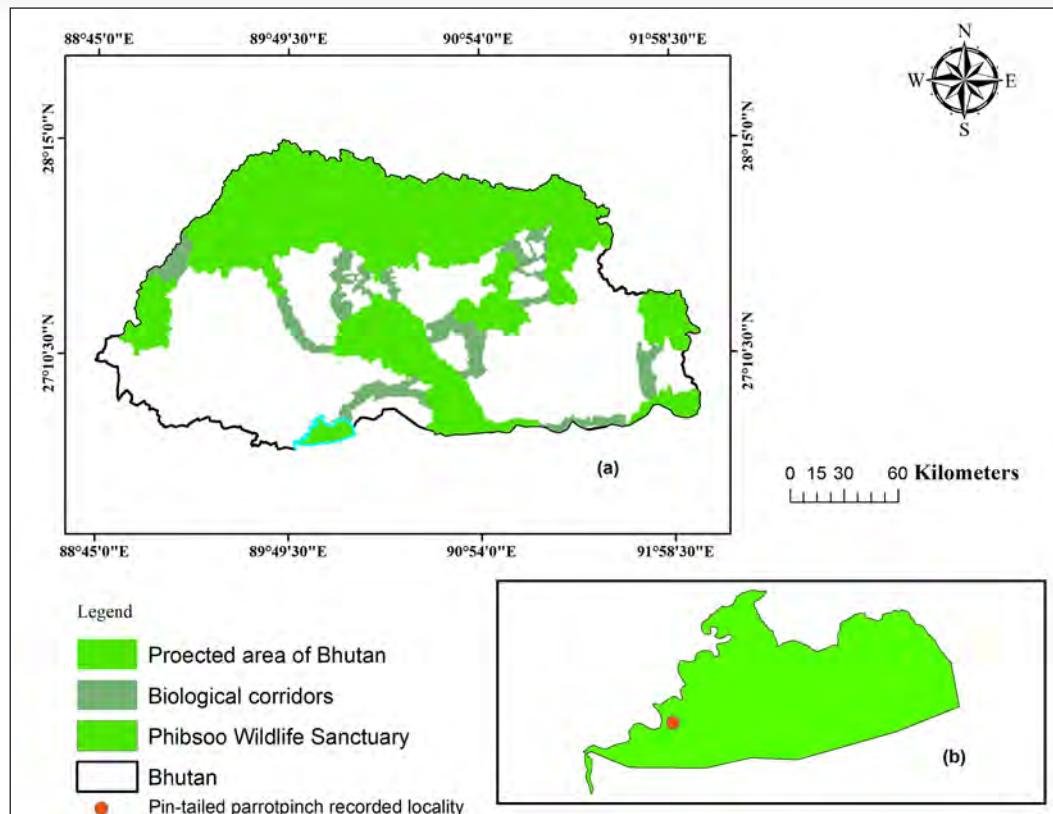 88°45'0"E 89°49'30"E 90°54'0"E 91°58'30"E
N
W E
S
28°15'0"N 28°15'0"N
27°10'30"N 27°10'30"N
(a)
0 15 30 60 Kilometers
88°45'0"E 89°49'30"E 90°54'0"E 91°58'30"E
Legend
Proected area of Bhutan
Biological corridors
Phibsoo Wildlife Sanctuary
Bhutan
Pin-tailed parrotpinch recorded locality
(b)